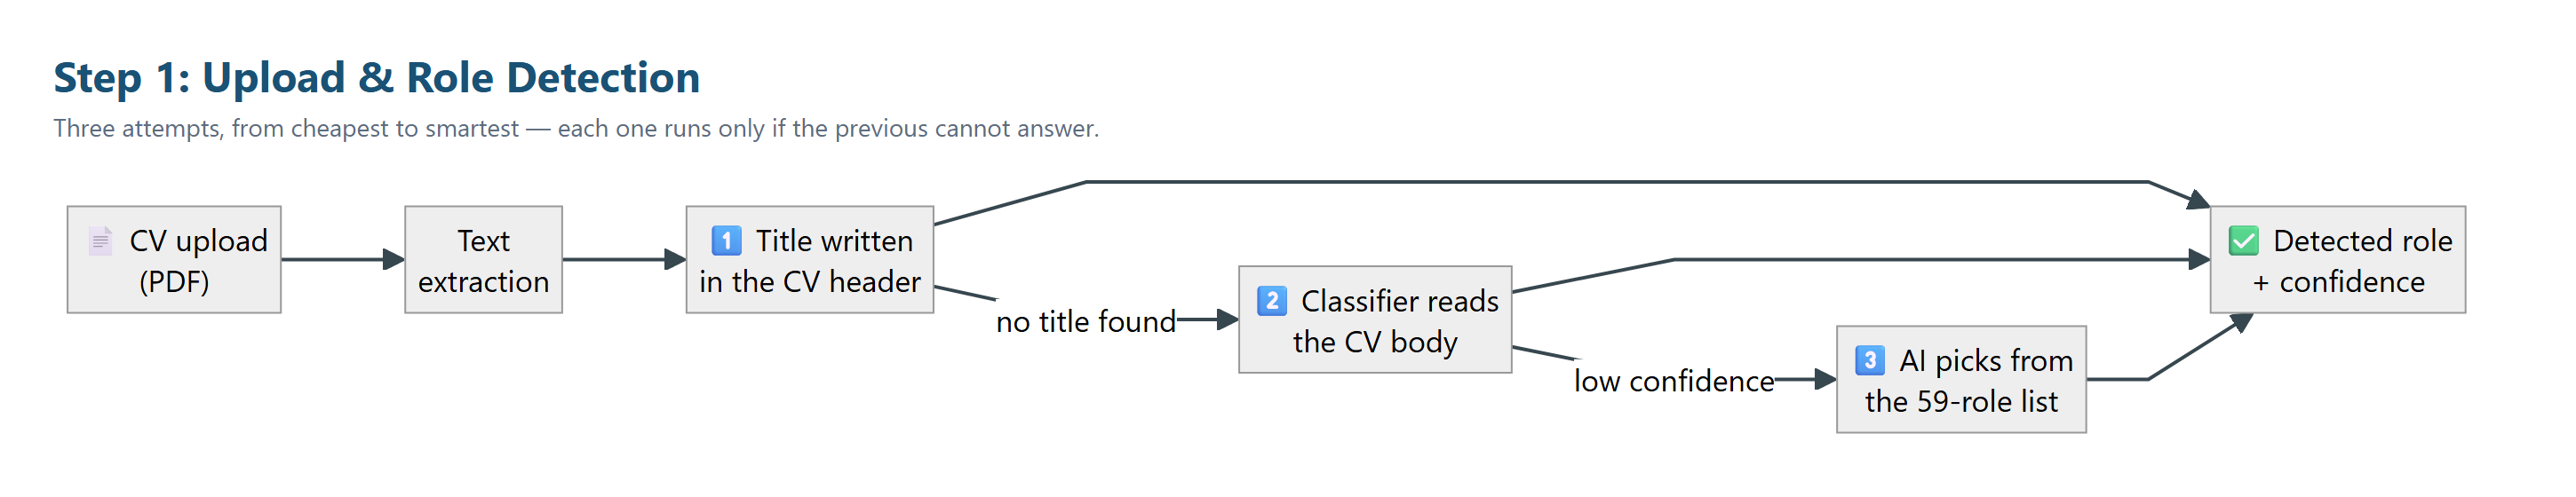 Step 1: Upload & Role Detection
Three attempts, from cheapest to smartest — each one runs only if the previous cannot answer.
CV upload
(PDF)
Text
extraction
1 Title written
in the CV header
no title found
2 Classifier reads
the CV body
low confidence
3 AI picks from
the 59-role list
Detected role
+ confidence